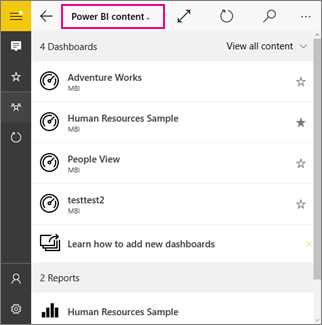 Power BI content
4 Dashboards
View all content
Adventure Works
MBI
Human Resources Sample
MBI
People View
MBI
testtest2
MBI
Learn how to add new dashboards
2 Reports
Human Resources Sample